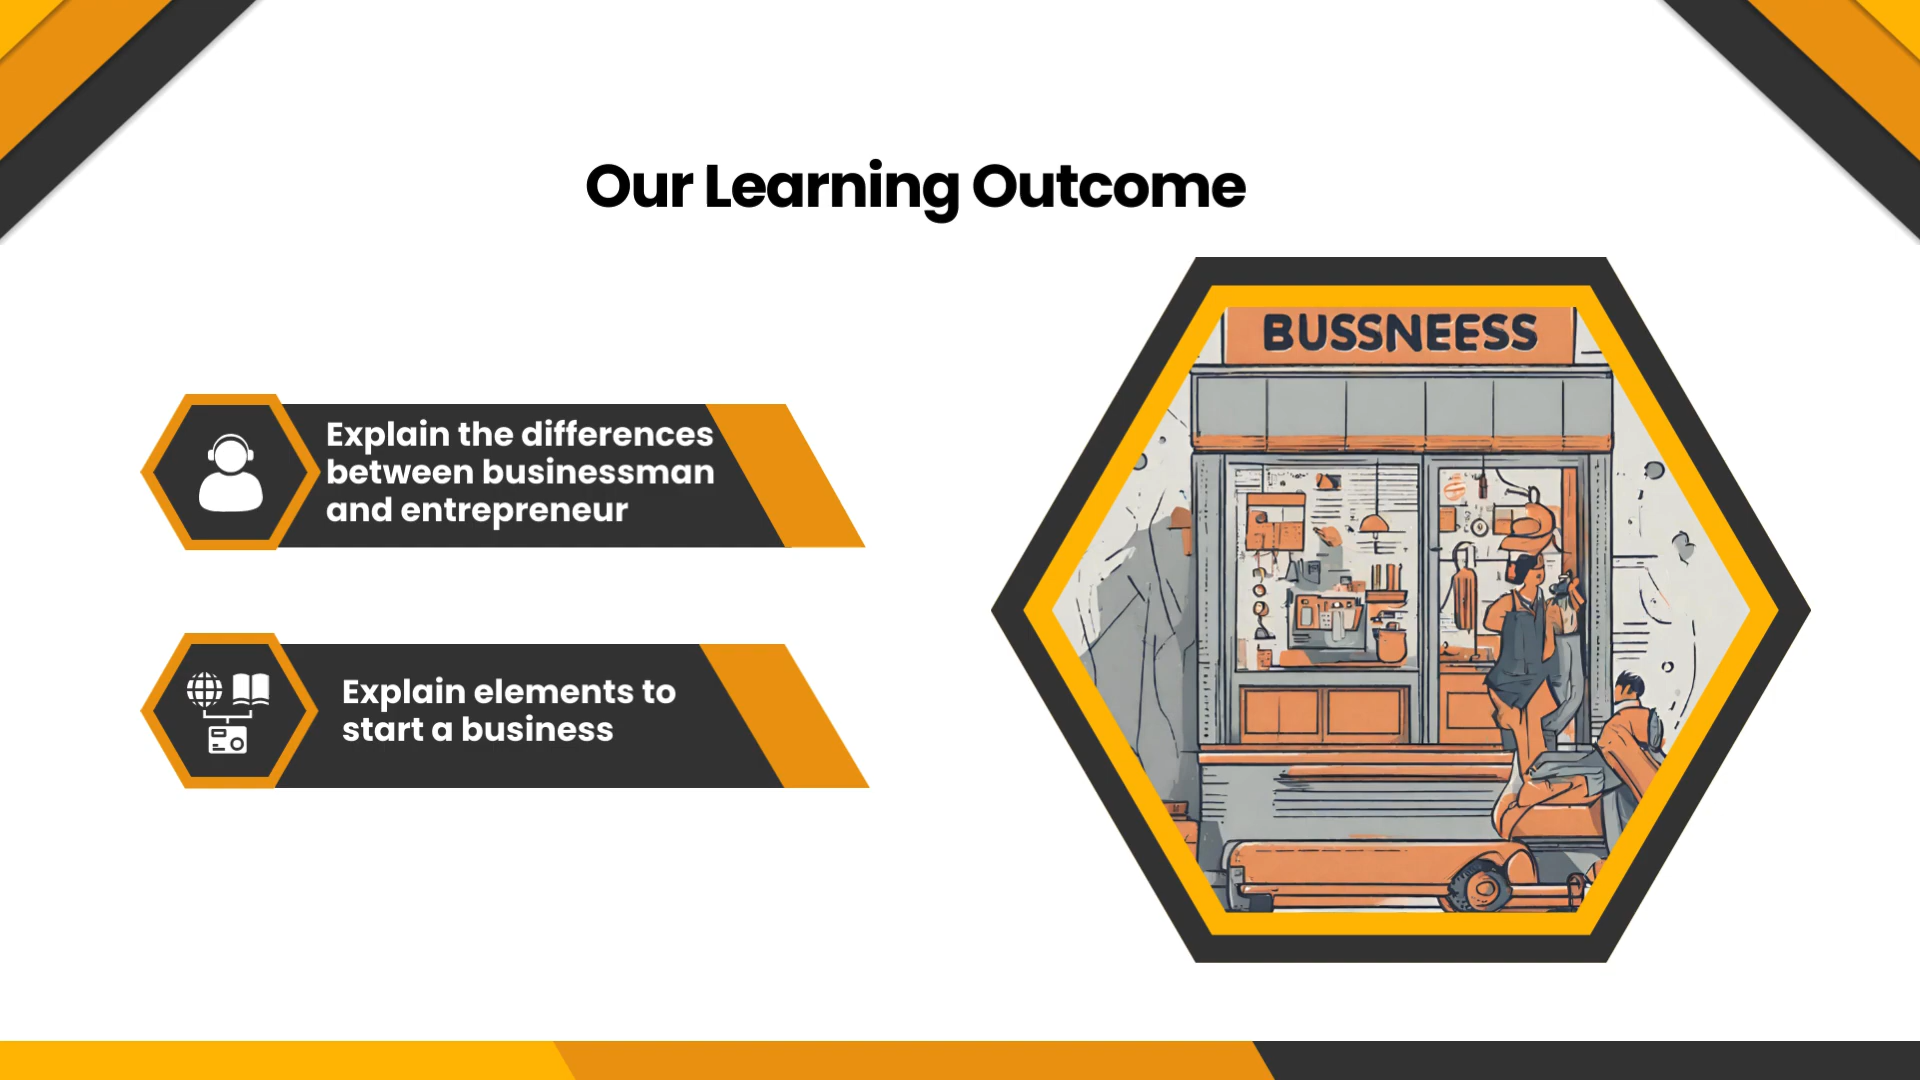 Our Learning Outcome
BUSSNEESS
Explain the differences
between businessman
and entrepreneur
Explain elements to
start a business